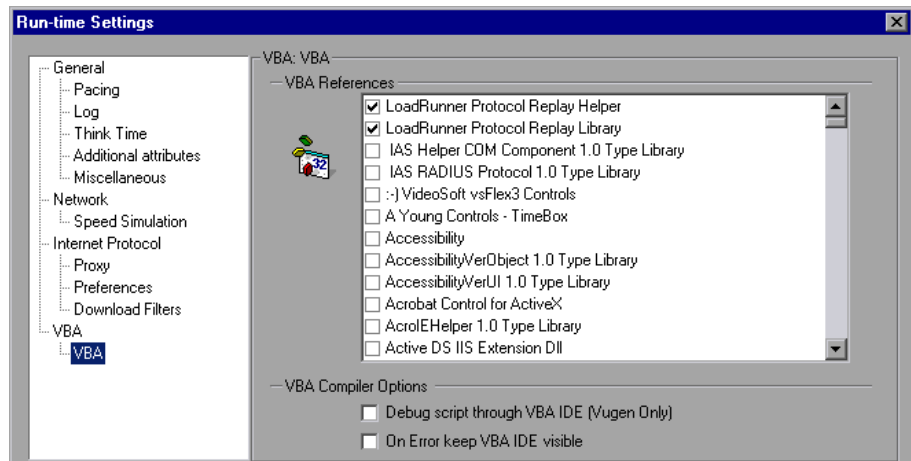 Run-time Settings
General
Pacing
Log
Think Time
Additional attributes
Miscellaneous
Network
Speed Simulation
Internet Protocol
Proxy
Preferences
Download Filters
VBA
VBA
VBA: VBA
VBA References
LoadRunner Protocol Replay Helper
LoadRunner Protocol Replay Library
IAS Helper COM Component 1.0 Type Library
IAS RADIUS Protocol 1.0 Type Library
:-) VideoSoft vsFlex3 Controls
A Young Controls - TimeBox
Accessibility
AccessibilityVerObject 1.0 Type Library
AccessibilityVerUI 1.0 Type Library
Acrobat Control for ActiveX
AcroIEHelper 1.0 Type Library
Active DS IIS Extension Dll
32
VBA Compiler Options
Debug script through VBA IDE (Vugen Only)
On Error keep VBA IDE visible